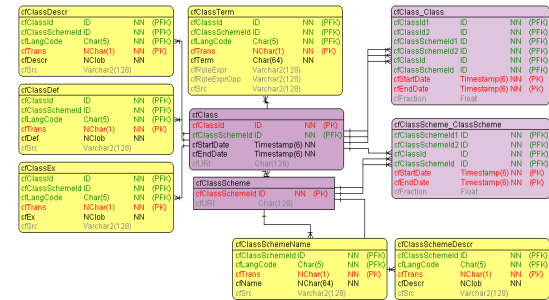 cfClassDescr
cfClassId ID NN (PFK)
cfClassSchemeId ID NN (PFK)
cfLangCode Char(5) NN (PFK)
cfTrans NChar(1) NN (PK)
cfDescr NClob NN
cfSrc Varchar2(128)
cfClassTerm
cfClassId ID NN (PFK)
cfClassSchemeId ID NN (PFK)
cfLangCode Char(5) NN (PFK)
cfTrans NChar(1) NN (PK)
cfTerm Char(64) NN
cfRoleExpr Varchar2(128)
cfRoleExprOpp Varchar2(128)
cfSrc Varchar2(128)
cfClass_Class
cfClassId1 ID NN (PFK)
cfClassId2 ID NN (PFK)
cfClassSchemeId1 ID NN (PFK)
cfClassSchemeId2 ID NN (PFK)
cfClassId ID NN (PFK)
cfClassSchemeId ID NN (PFK)
cfStartDate Timestamp(6) NN (PK)
cfEndDate Timestamp(6) NN (PK)
cfFraction Float
cfClassDef
cfClassId ID NN (PFK)
cfClassSchemeId ID NN (PFK)
cfLangCode Char(5) NN (PFK)
cfTrans NChar(1) NN (PK)
cfDef NClob NN
cfSrc Varchar2(128)
cfClass
cfClassId ID NN (PK)
cfClassSchemeId ID NN (PFK)
cfStartDate Timestamp(6) NN
cfEndDate Timestamp(6) NN
cfURI Char(128)
cfClassScheme_ClassScheme
cfClassSchemeId1 ID NN (PFK)
cfClassSchemeId2 ID NN (PFK)
cfClassId ID NN (PFK)
cfClassSchemeId ID NN (PFK)
cfStartDate Timestamp(6) NN (PK)
cfEndDate Timestamp(6) NN (PK)
cfFraction Float
cfClassEx
cfClassId ID NN (PFK)
cfClassSchemeId ID NN (PFK)
cfLangCode Char(5) NN (PFK)
cfTrans NChar(1) NN (PK)
cfEx NClob NN
cfSrc Varchar2(128)
cfClassScheme
cfClassSchemeId ID NN (PK)
cfURI Char(128)
cfClassSchemeName
cfClassSchemeId ID NN (PFK)
cfLangCode Char(5) NN (PFK)
cfTrans NChar(1) NN (PK)
cfName NChar(64) NN
cfSrc Varchar2(128)
cfClassSchemeDescr
cfClassSchemeId ID NN (PFK)
cfLangCode Char(5) NN (PFK)
cfTrans NChar(1) NN (PK)
cfDescr NClob NN
cfSrc Varchar2(128)